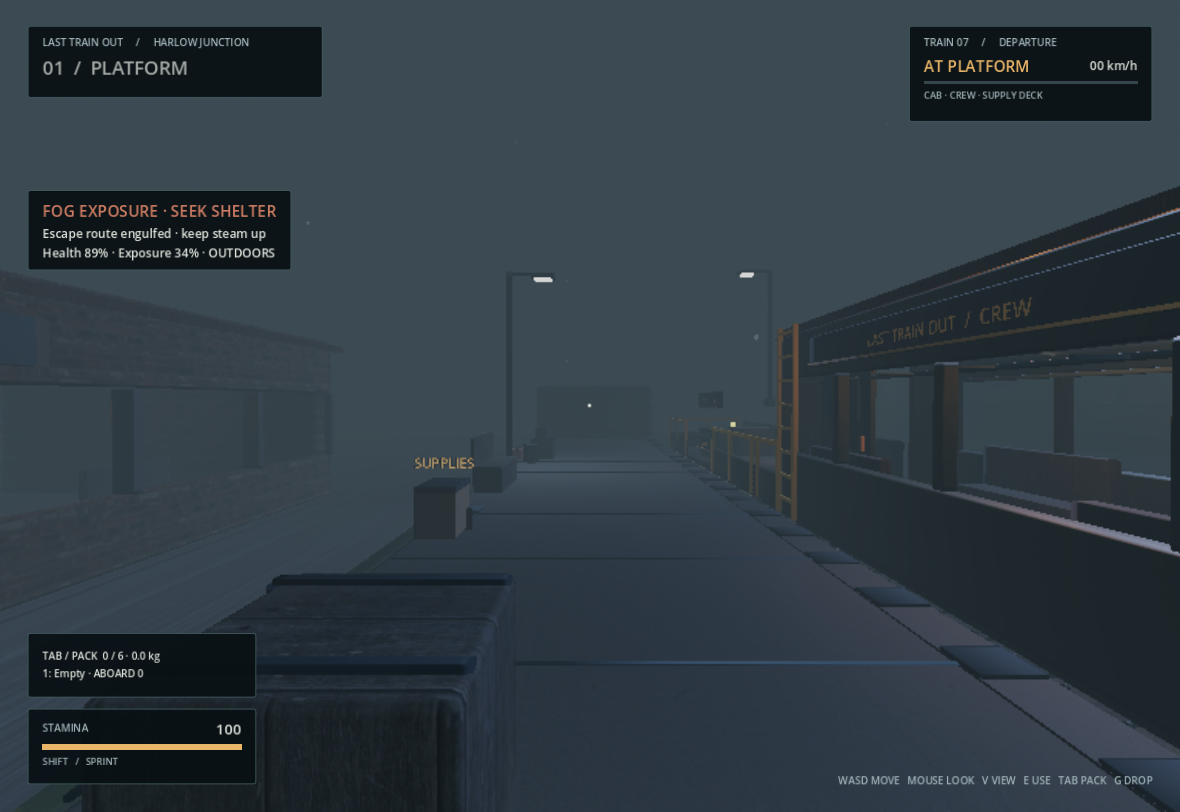 LAST TRAIN OUT / HARLOW JUNCTION
01 / PLATFORM
TRAIN 07 / DEPARTURE
AT PLATFORM 00 km/h
CAB · CREW · SUPPLY DECK
FOG EXPOSURE · SEEK SHELTER
Escape route engulfed · keep steam up
Health 89% · Exposure 34% · OUTDOORS
LAST TRAIN OUT / CREW
SUPPLIES
TAB / PACK 0 / 6 · 0.0 kg
1: Empty · ABOARD 0
STAMINA 100
SHIFT / SPRINT
WASD MOVE MOUSE LOOK V VIEW E USE TAB PACK G DROP